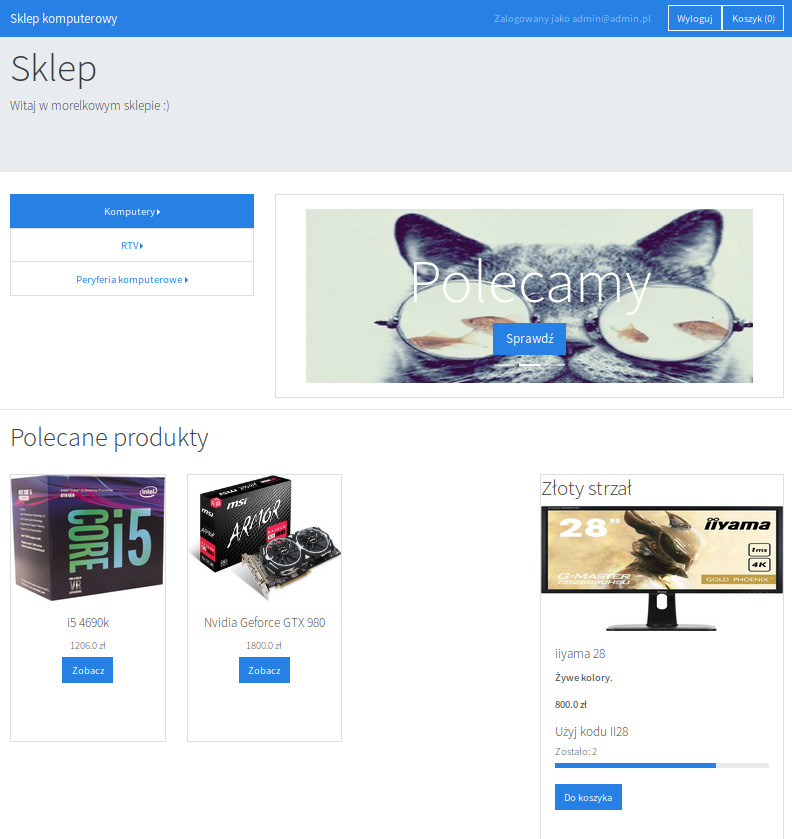 Sklep komputerowy
Zalogowany jako admin@admin.pl
Wyloguj
Koszyk (0)
Sklep
Witaj w morelkowym sklepie :)
Komputery
RTV
Peryferia komputerowe
Polecamy
Sprawdź
Polecane produkty
intel
CORE i5
VR
i5 4690k
1206.0 zł
Zobacz
msi
ARMOR
Nvidia Geforce GTX 980
1800.0 zł
Zobacz
Złoty strzał
28"
iiyama
1ms
4K
G-MASTER
GOLD PHOENIX
iiyama 28
Żywe kolory.
800.0 zł
Użyj kodu II28
Zostało: 2
Do koszyka